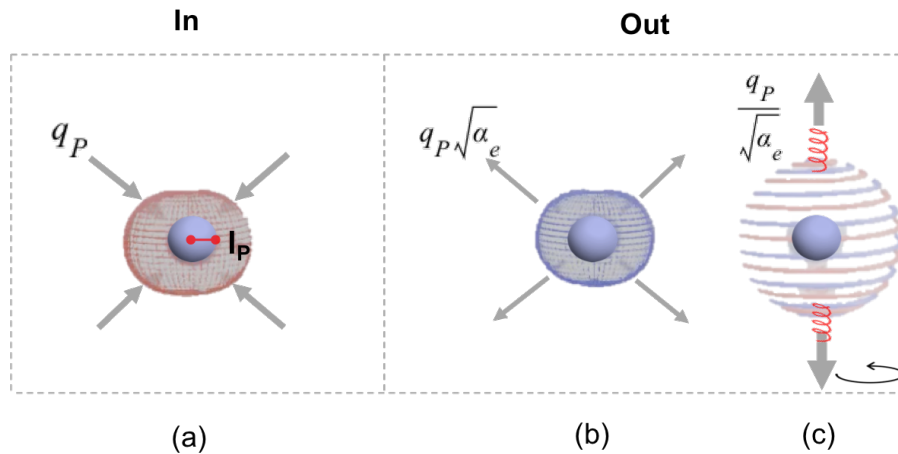 In
Out
q_P
l_P
q_P√α_e
q_P/√α_e
(a)
(b)
(c)